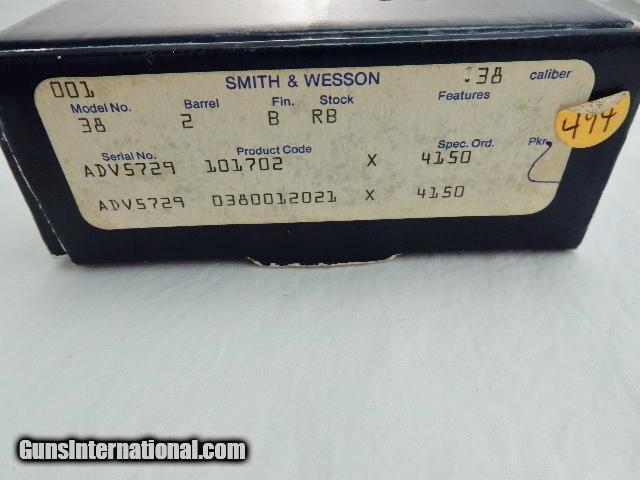 001 SMITH & WESSON .38 caliber
Model No. Barrel Fin. Stock Features
38 2 B RB
Serial No. Product Code Spec. Ord. Pkr
ADV5729 101702 X 4150
ADV5729 0380012021 X 4150
494
GunsInternational.com